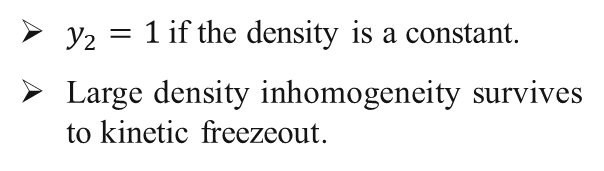 ➢ y₂ = 1 if the density is a constant.
➢ Large density inhomogeneity survives
to kinetic freezeout.